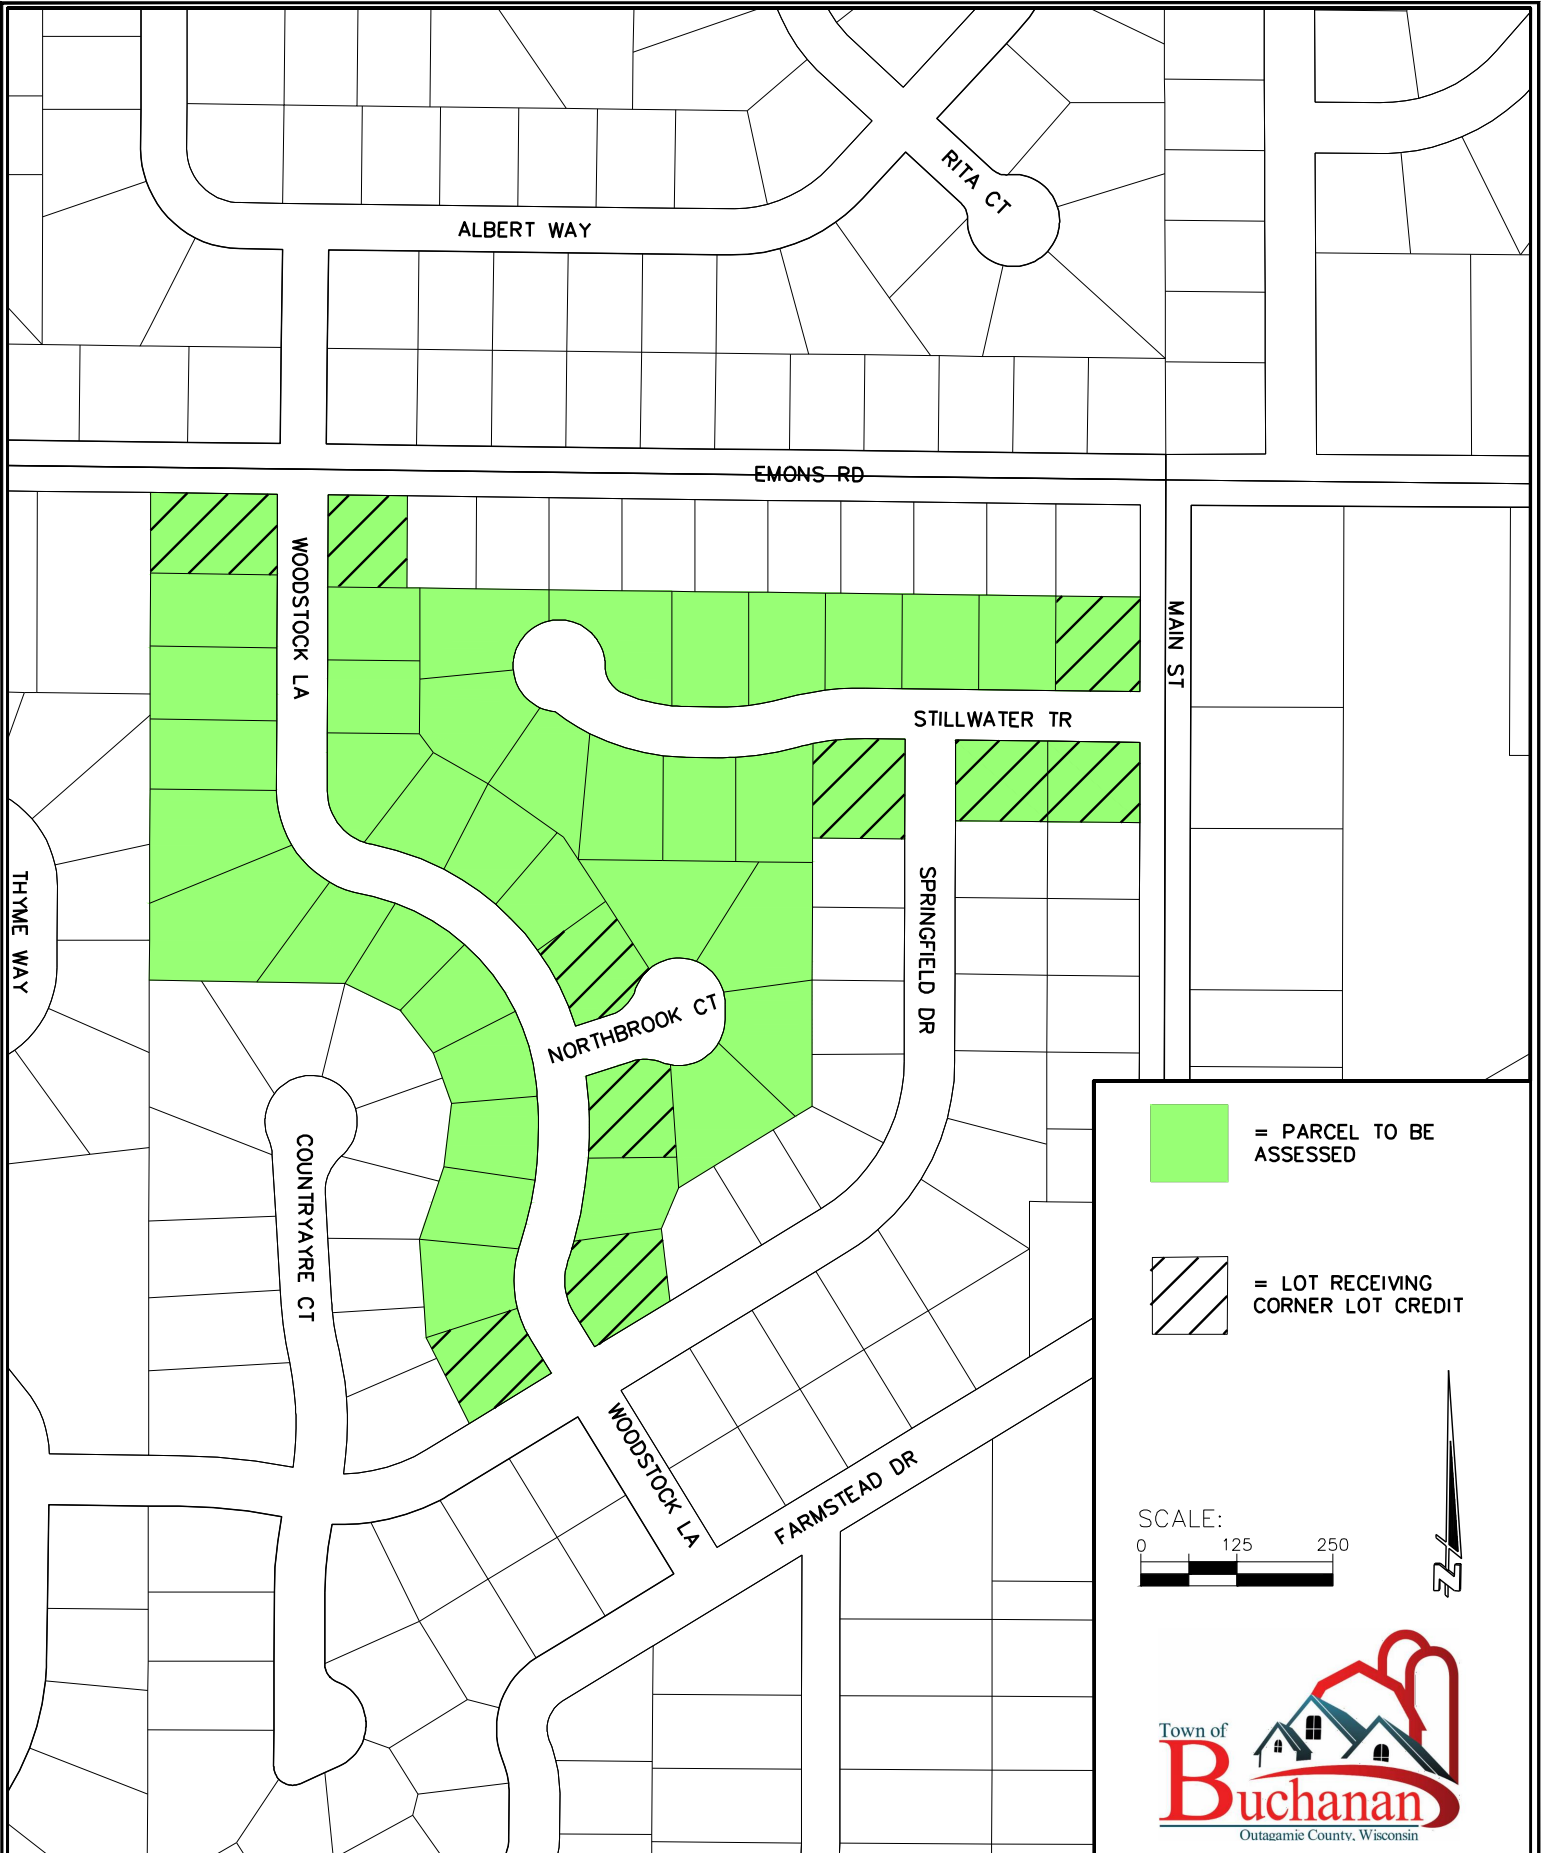 RITA CT
ALBERT WAY
EMONS RD
WOODSTOCK LA
MAIN ST
STILLWATER TR
THYME WAY
SPRINGFIELD DR
NORTHBROOK CT
COUNTRYAYRE CT
= PARCEL TO BE
ASSESSED
= LOT RECEIVING
CORNER LOT CREDIT
WOODSTOCK LA
FARMSTEAD DR
SCALE:
0 125 250
N
Town of
Buchanan
Outagamie County, Wisconsin